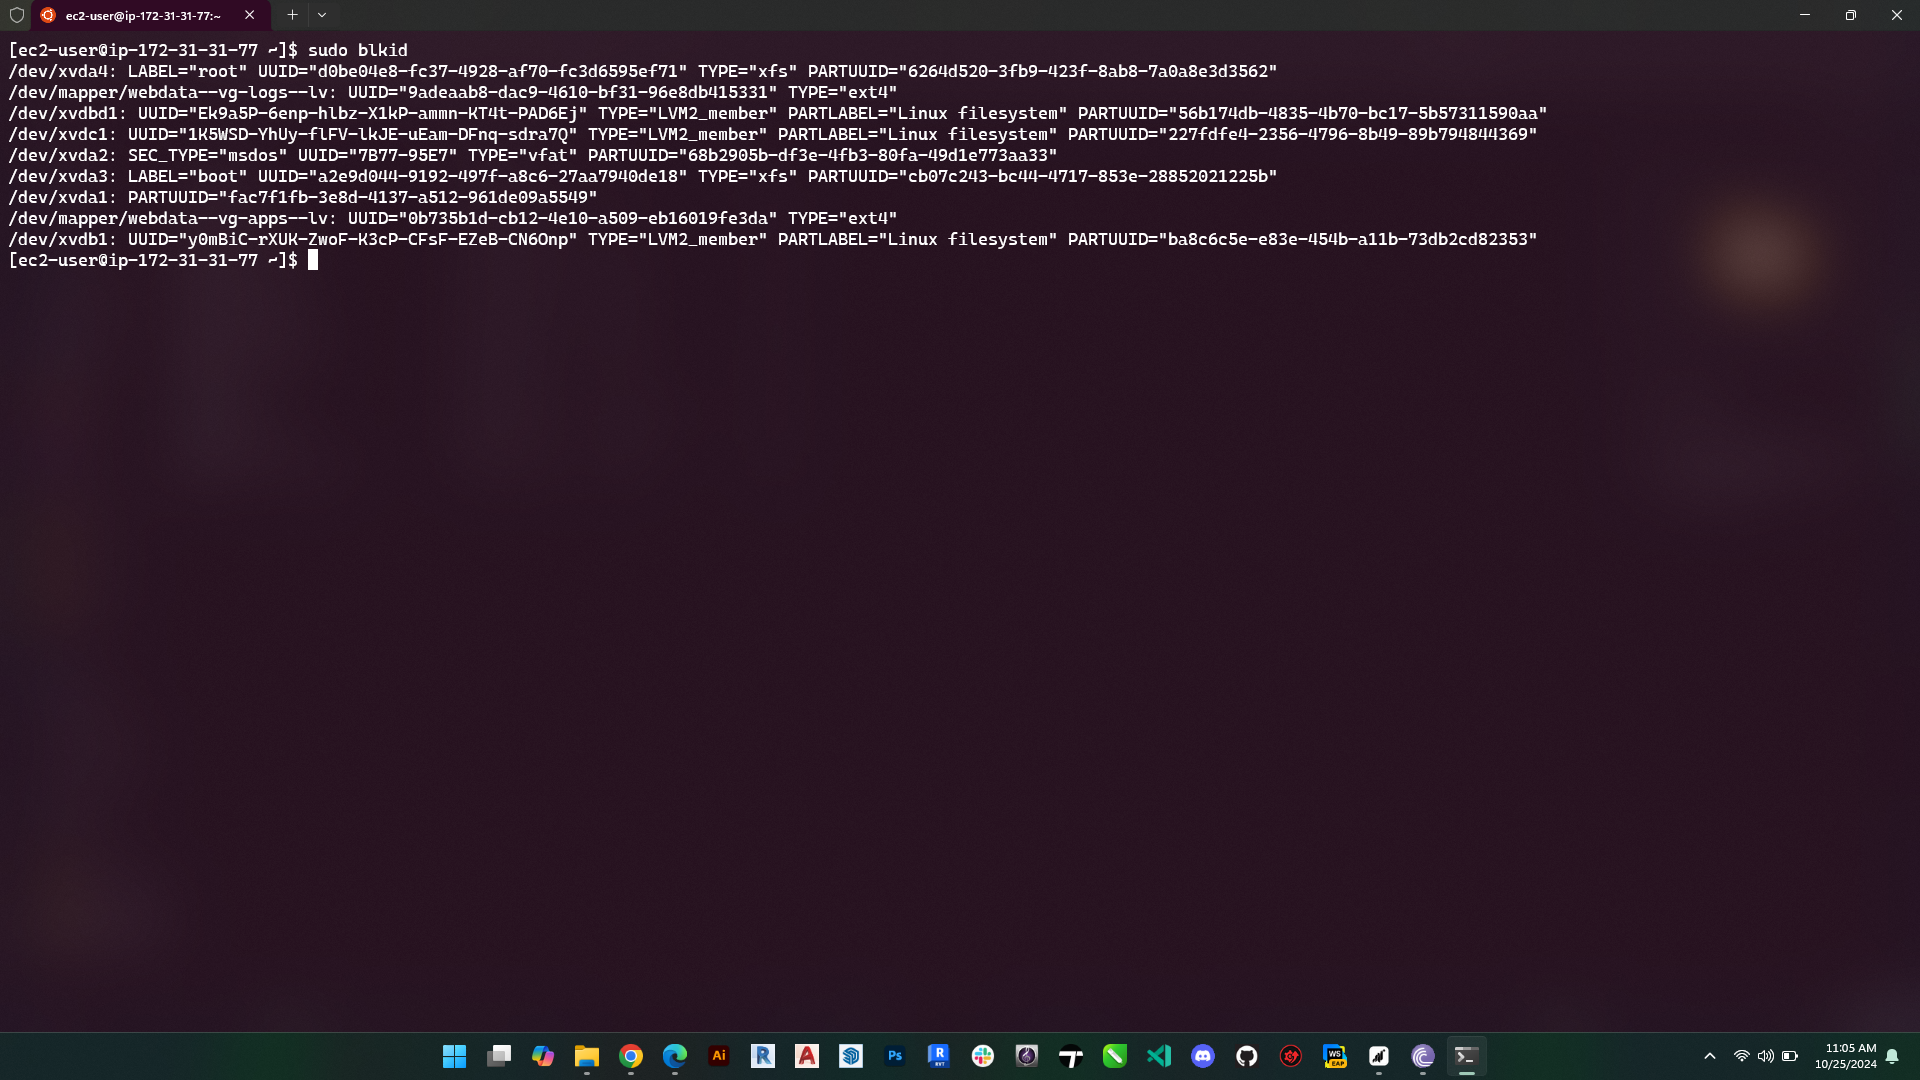 ec2-user@ip-172-31-31-77:~
[ec2-user@ip-172-31-31-77 ~]$ sudo blkid
/dev/xvda4: LABEL="root" UUID="d0be04e8-fc37-4928-af70-fc3d6595ef71" TYPE="xfs" PARTUUID="6264d520-3fb9-423f-8ab8-7a0a8e3d3562"
/dev/mapper/webdata--vg-logs--lv: UUID="9adeaab8-dac9-4610-bf31-96e8db415331" TYPE="ext4"
/dev/xvdbd1: UUID="Ek9a5P-6enp-hlbz-X1kP-ammn-KT4t-PAD6Ej" TYPE="LVM2_member" PARTLABEL="Linux filesystem" PARTUUID="56b174db-4835-4b70-bc17-5b57311590aa"
/dev/xvdc1: UUID="1K5WSD-YhUy-flFV-lkJE-uEam-DFnq-sdra7Q" TYPE="LVM2_member" PARTLABEL="Linux filesystem" PARTUUID="227fdfe4-2356-4796-8b49-89b794844369"
/dev/xvda2: SEC_TYPE="msdos" UUID="7B77-95E7" TYPE="vfat" PARTUUID="68b2905b-df3e-4fb3-80fa-49d1e773aa33"
/dev/xvda3: LABEL="boot" UUID="a2e9d044-9192-497f-a8c6-27aa7940de18" TYPE="xfs" PARTUUID="cb07c243-bc44-4717-853e-28852021225b"
/dev/xvda1: PARTUUID="fac7f1fb-3e8d-4137-a512-961de09a5549"
/dev/mapper/webdata--vg-apps--lv: UUID="0b735b1d-cb12-4e10-a509-eb16019fe3da" TYPE="ext4"
/dev/xvdb1: UUID="y0mBiC-rXUK-ZwoF-K3cP-CFsF-EZeB-CN6Onp" TYPE="LVM2_member" PARTLABEL="Linux filesystem" PARTUUID="ba8c6c5e-e83e-454b-a11b-73db2cd82353"
[ec2-user@ip-172-31-31-77 ~]$
Ai
R
A
Ps
R
RVT
WS
EAP
11:05 AM
10/25/2024